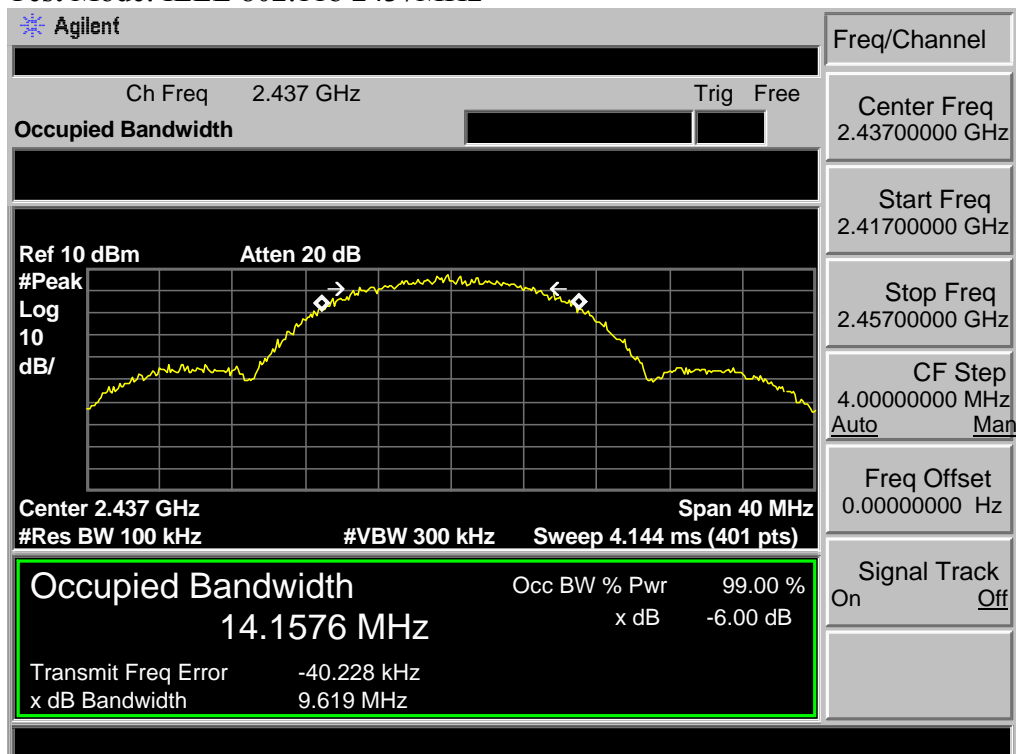 Agilent
Freq/Channel
Ch Freq 2.437 GHz Trig Free
Occupied Bandwidth
Center Freq
2.43700000 GHz
Start Freq
2.41700000 GHz
Ref 10 dBm Atten 20 dB
#Peak
Log
10
dB/
Stop Freq
2.45700000 GHz
CF Step
4.00000000 MHz
Auto Man
Freq Offset
0.00000000 Hz
Center 2.437 GHz Span 40 MHz
#Res BW 100 kHz #VBW 300 kHz Sweep 4.144 ms (401 pts)
Signal Track
On Off
Occupied Bandwidth Occ BW % Pwr 99.00 %
14.1576 MHz x dB -6.00 dB
Transmit Freq Error -40.228 kHz
x dB Bandwidth 9.619 MHz